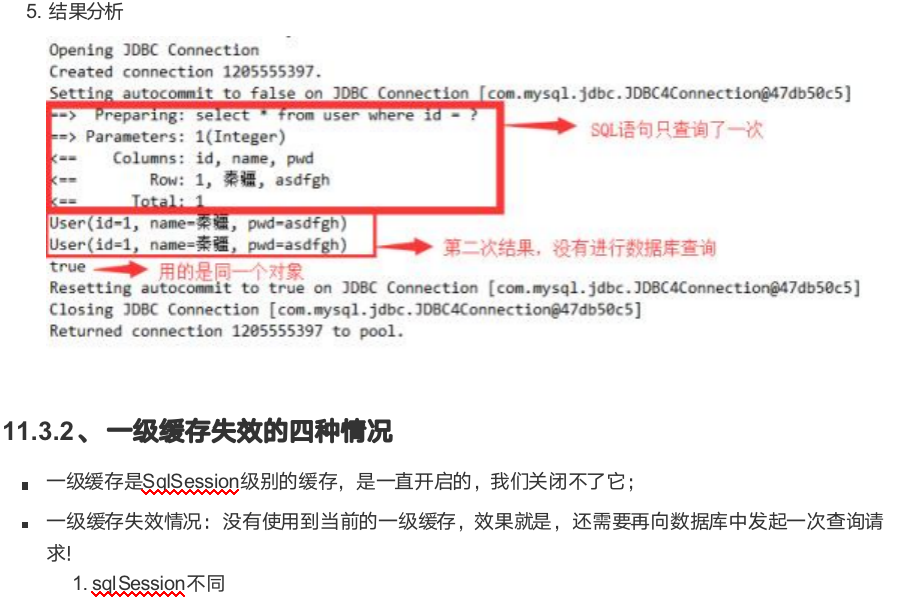 5. 结果分析
Opening JDBC Connection
Created connection 1205555397.
Setting autocommit to false on JDBC Connection [com.mysql.jdbc.JDBC4Connection@47db50c5]
==>  Preparing: select * from user where id = ?
==> Parameters: 1(Integer)
<==    Columns: id, name, pwd
<==        Row: 1, 秦疆, asdfgh
<==      Total: 1
SQL语句只查询了一次
User(id=1, name=秦疆, pwd=asdfgh)
User(id=1, name=秦疆, pwd=asdfgh)
第二次结果，没有进行数据库查询
true
用的是同一个对象
Resetting autocommit to true on JDBC Connection [com.mysql.jdbc.JDBC4Connection@47db50c5]
Closing JDBC Connection [com.mysql.jdbc.JDBC4Connection@47db50c5]
Returned connection 1205555397 to pool.
11.3.2、一级缓存失效的四种情况
一级缓存是SqlSession级别的缓存，是一直开启的，我们关闭不了它；
一级缓存失效情况：没有使用到当前的一级缓存，效果就是，还需要再向数据库中发起一次查询请
求！
1. sqlSession不同